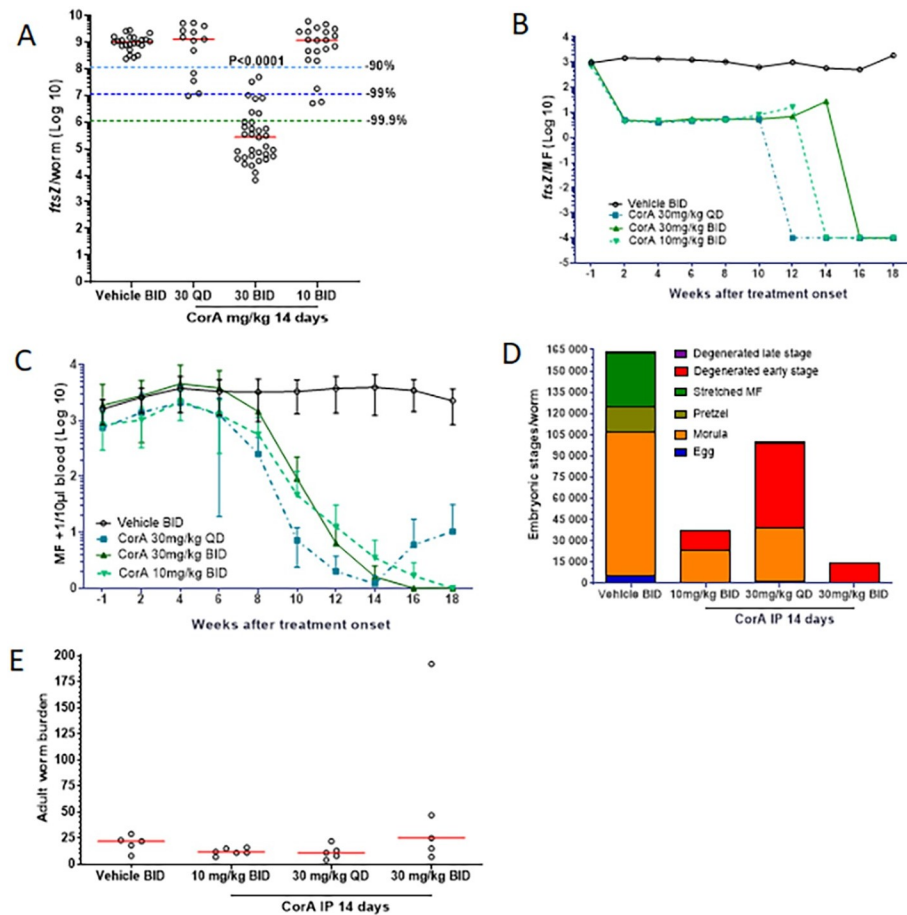 A
ftsZ/worm (Log 10)
10
9
8
7
6
5
4
3
2
1
0
P<0.0001
-90%
-99%
-99.9%
Vehicle BID
30 QD
30 BID
10 BID
CorA mg/kg 14 days
B
ftsZ/MF (Log 10)
4
3
2
1
0
-1
-2
-3
-4
-5
Vehicle BID
CorA 30mg/kg QD
CorA 30mg/kg BID
CorA 10mg/kg BID
-1 2 4 6 8 10 12 14 16 18
Weeks after treatment onset
C
MF +1/10µl blood (Log 10)
4
3
2
1
0
Vehicle BID
CorA 30mg/kg QD
CorA 30mg/kg BID
CorA 10mg/kg BID
-1 2 4 6 8 10 12 14 16 18
Weeks after treatment onset
D
Embryonic stages/worm
165 000
150 000
135 000
120 000
105 000
90 000
75 000
60 000
45 000
30 000
15 000
0
Degenerated late stage
Degenerated early stage
Stretched MF
Pretzel
Morula
Egg
Vehicle BID
10mg/kg BID
30mg/kg QD
30mg/kg BID
CorA IP 14 days
E
Adult worm burden
200
175
150
125
100
75
50
25
0
Vehicle BID
10 mg/kg BID
30 mg/kg QD
30 mg/kg BID
CorA IP 14 days